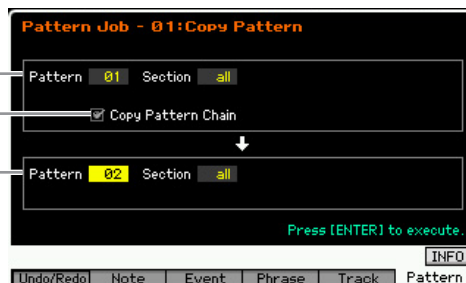 Pattern Job - 01:Copy Pattern
Pattern 01 Section all
Copy Pattern Chain
Pattern 02 Section all
Press [ENTER] to execute.
INFO
Undo/Redo Note Event Phrase Track Pattern